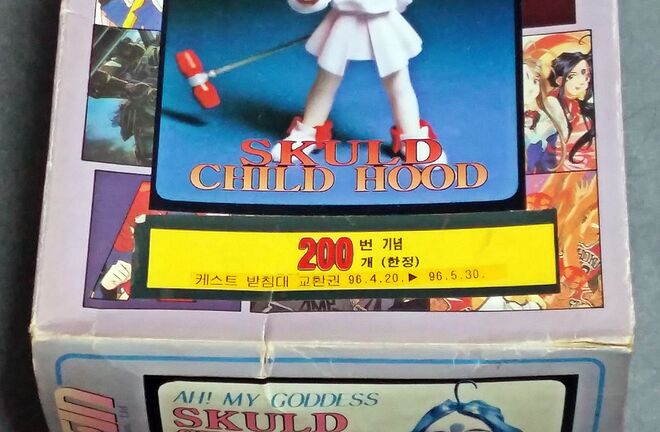 SKULD
CHILD HOOD
200 번 기념
개 (한정)
케스트 받침대 교환권 96.4.20.▶ 96.5.30.
AH! MY GODDESS
SKULD